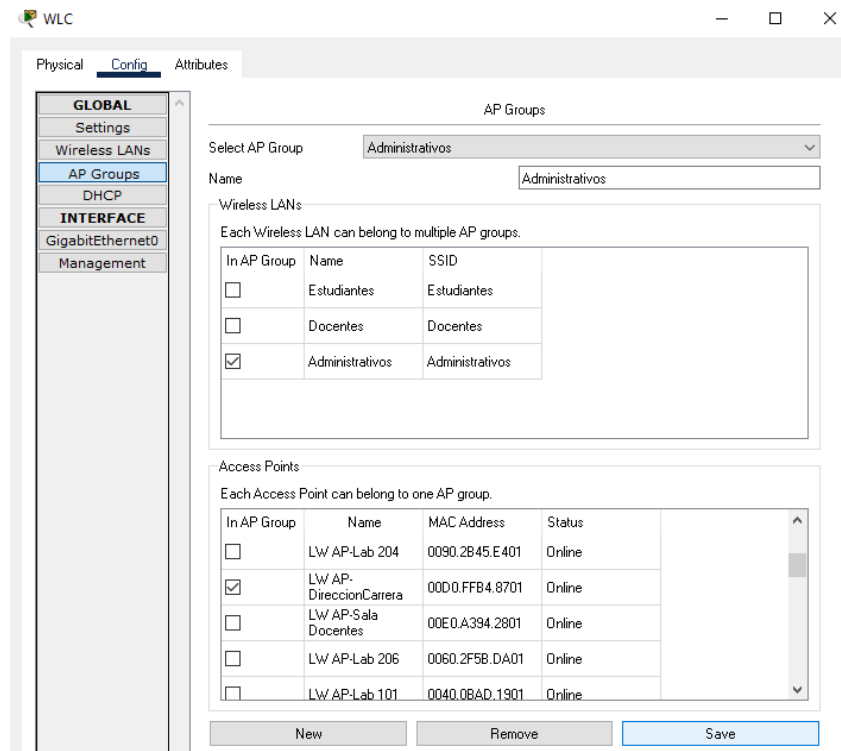 WLC
Physical Config Attributes
GLOBAL
Settings
Wireless LANs
AP Groups
DHCP
INTERFACE
GigabitEthernet0
Management
AP Groups
Select AP Group Administrativos
Name Administrativos
Wireless LANs
Each Wireless LAN can belong to multiple AP groups.
In AP Group Name SSID
Estudiantes Estudiantes
Docentes Docentes
Administrativos Administrativos
Access Points
Each Access Point can belong to one AP group.
In AP Group Name MAC Address Status
LW AP-Lab 204 0090.2B45.E401 Online
LW AP-
DireccionCarrera 00D0.FFB4.8701 Online
LW AP-Sala
Docentes 00E0.A394.2801 Online
LW AP-Lab 206 0060.2F5B.DA01 Online
LW AP-Lab 101 0040.0BAD.1901 Online
New Remove Save